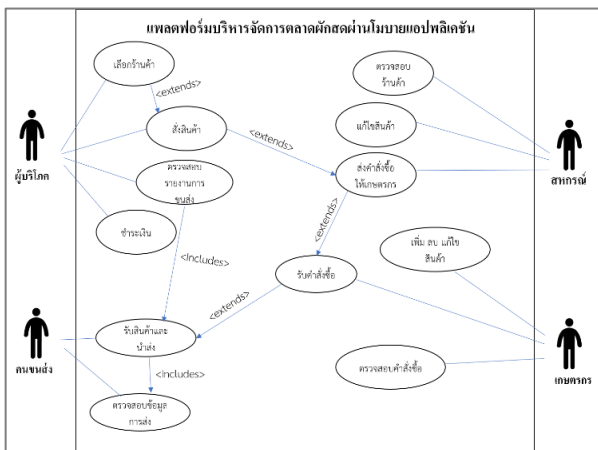 แพลตฟอร์มบริหารจัดการตลาดผักสดผ่านโมบายแอปพลิเคชัน
เลือกร้านค้า
<extends>
สั่งสินค้า
<extends>
ตรวจสอบ
ร้านค้า
แก้ไขสินค้า
ส่งคำสั่งซื้อ
ให้เกษตรกร
ผู้บริโภค
สหกรณ์
ตรวจสอบ
รายงานการ
ขนส่ง
ชำระเงิน
<includes>
<extends>
เพิ่ม ลบ แก้ไข
สินค้า
รับคำสั่งซื้อ
<extends>
รับสินค้าและ
นำส่ง
<includes>
ตรวจสอบข้อมูล
การส่ง
ตรวจสอบคำสั่งซื้อ
คนขนส่ง
เกษตรกร